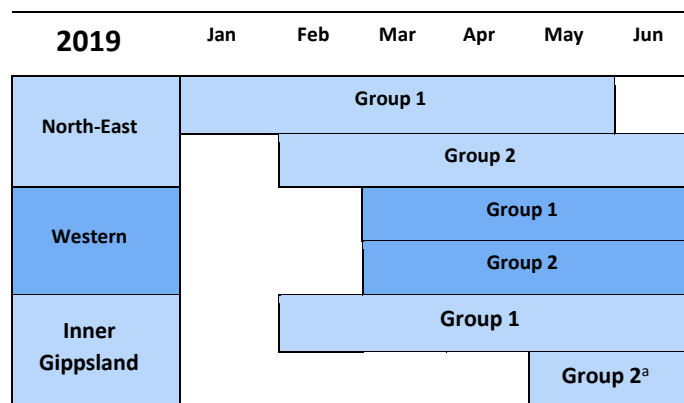 2019 Jan Feb Mar Apr May Jun
North-East
Group 1
Group 2
Western
Group 1
Group 2
Inner
Gippsland
Group 1
Group 2ᵃ